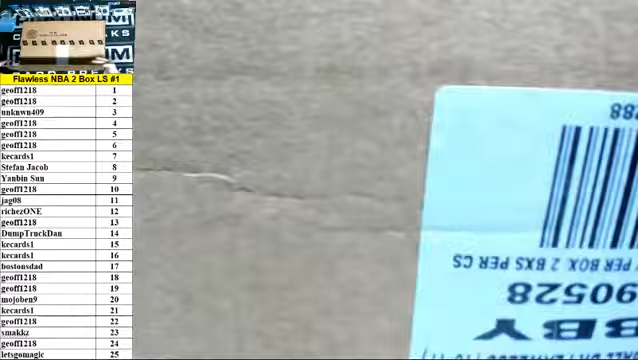 Flawless NBA 2 Box LS #1
geoff1218 1
geoff1218 2
unknwn409 3
geoff1218 4
geoff1218 5
geoff1218 6
kecards1 7
Stefan Jacob 8
Yanbin Sun 9
geoff1218 10
jag08 11
richezONE 12
geoff1218 13
DumpTruckDan 14
kecards1 15
kecards1 16
bostonsdad 17
geoff1218 18
geoff1218 19
mojoben9 20
kecards1 21
geoff1218 22
smakkz 23
geoff1218 24
letsgomagic 25
288
PER BOX 2 BXS PER CS
90528
BBY